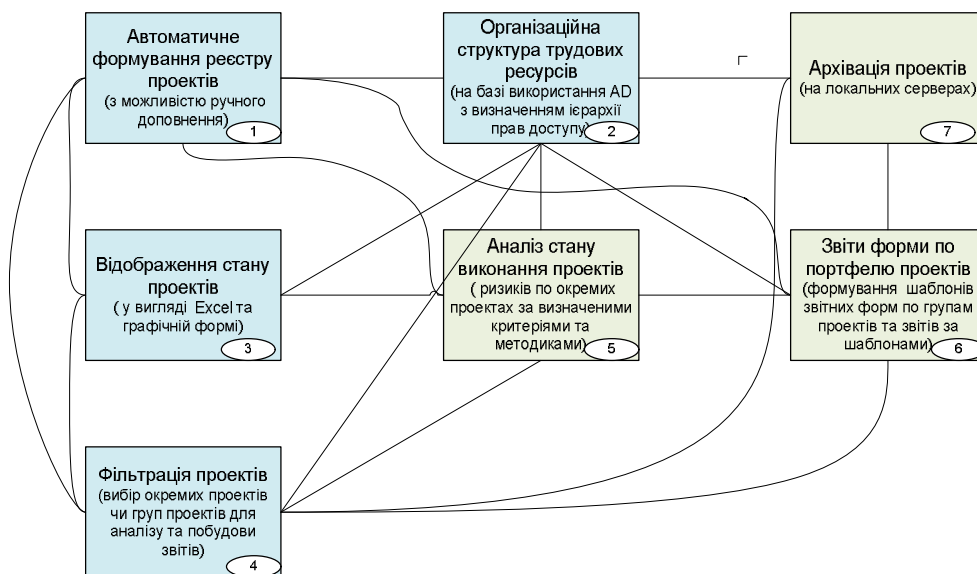 Автоматичне
формування реєстру
проектів
(з можливістю ручного
доповнення)
1
Організаційна
структура трудових
ресурсів
(на базі використання AD
з визначенням ієрархії
прав доступу)
2
Архівація проектів
(на локальних серверах)
7
Відображення стану
проектів
( у вигляді Excel та
графічній формі)
3
Аналіз стану
виконання проектів
( ризиків по окремих
проектах за визначеними
критеріями та
методиками)
5
Звіти форми по
портфелю проектів
(формування шаблонів
звітних форм по групам
проектів та звітів за
шаблонами)
6
Фільтрація проектів
(вибір окремих проектів
чи груп проектів для
аналізу та побудови
звітів)
4